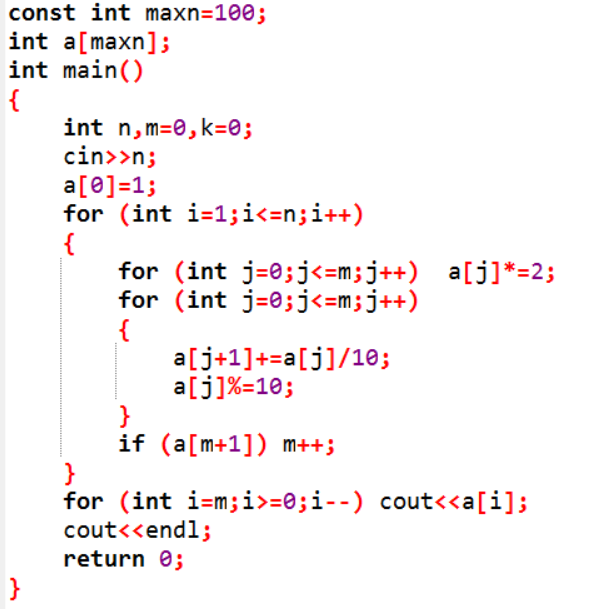 const int maxn=100;
int a[maxn];
int main()
{
    int n,m=0,k=0;
    cin>>n;
    a[0]=1;
    for (int i=1;i<=n;i++)
    {
        for (int j=0;j<=m;j++)  a[j]*=2;
        for (int j=0;j<=m;j++)
        {
            a[j+1]+=a[j]/10;
            a[j]%=10;
        }
        if (a[m+1]) m++;
    }
    for (int i=m;i>=0;i--) cout<<a[i];
    cout<<endl;
    return 0;
}